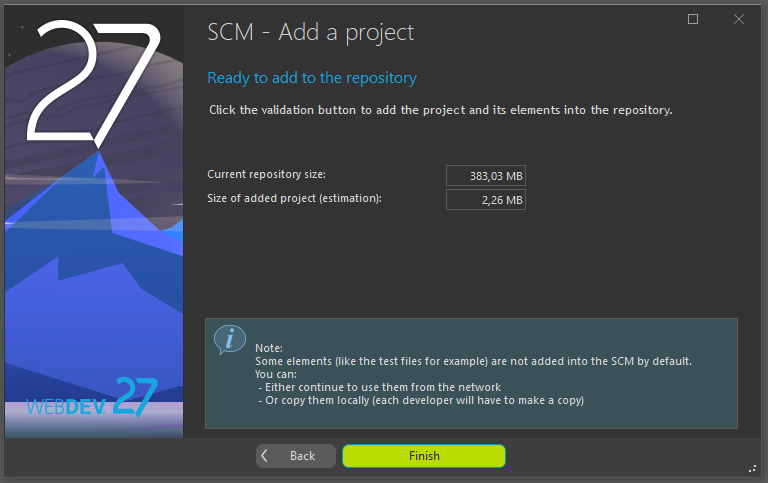 27
SCM - Add a project
Ready to add to the repository
Click the validation button to add the project and its elements into the repository.
Current repository size:
383,03 MB
Size of added project (estimation):
2,26 MB
Note:
Some elements (like the test files for example) are not added into the SCM by default.
You can:
- Either continue to use them from the network
- Or copy them locally (each developer will have to make a copy)
WEBDEV 27
Back
Finish